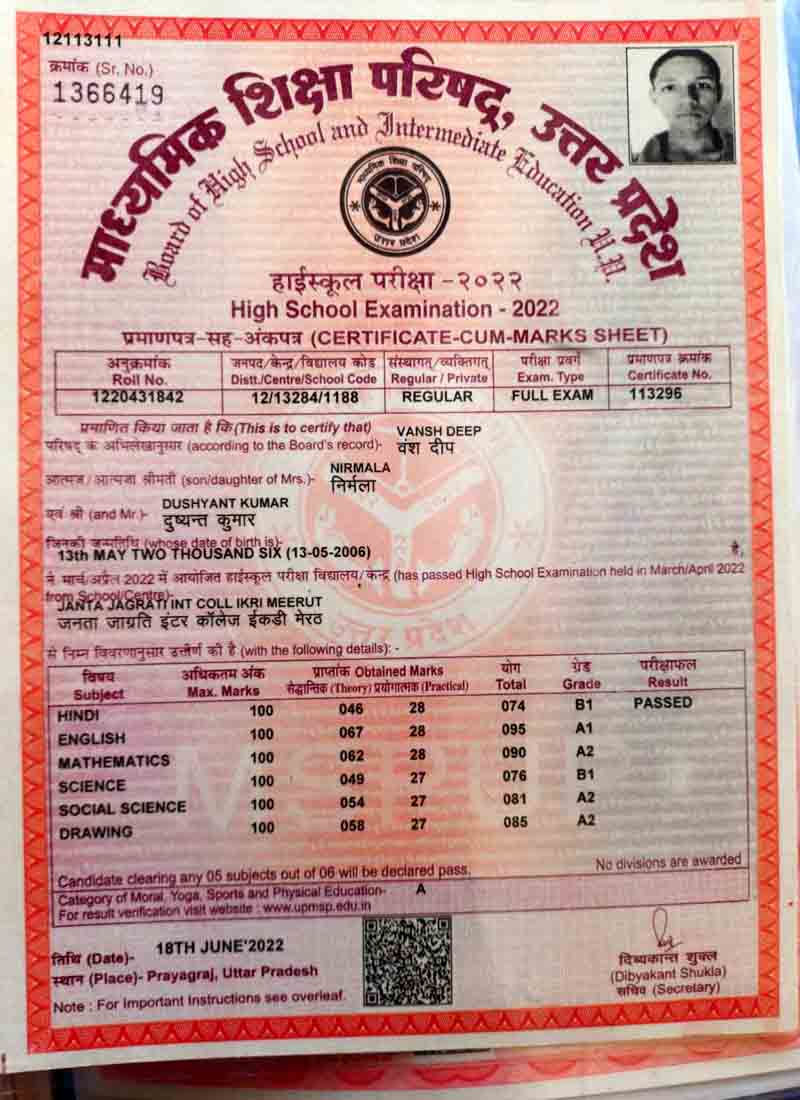 12113111
क्रमांक (Sr. No.)
1366419
माध्यमिक शिक्षा परिषद्, उत्तर प्रदेश
Board of High School and Intermediate Education U.P.
माध्यमिक शिक्षा परिषद्
उत्तर प्रदेश
हाईस्कूल परीक्षा -२०२२
High School Examination - 2022
प्रमाणपत्र-सह-अंकपत्र (CERTIFICATE-CUM-MARKS SHEET)
अनुक्रमांक जनपद/केन्द्र/विद्यालय कोड संस्थागत/व्यक्तिगत परीक्षा प्रवर्ग प्रमाणपत्र क्रमांक
Roll No. Distt./Centre/School Code Regular / Private Exam. Type Certificate No.
1220431842 12/13284/1188 REGULAR FULL EXAM 113296
प्रमाणित किया जाता है कि (This is to certify that) VANSH DEEP
परिषद् के अभिलेखानुसार (according to the Board's record)- वंश दीप
NIRMALA
आत्मज/आत्मजा श्रीमती (son/daughter of Mrs.)- निर्मला
DUSHYANT KUMAR
एवं श्री (and Mr.)- दुष्यन्त कुमार
जिनकी जन्मतिथि (whose date of birth is)-
13th MAY TWO THOUSAND SIX (13-05-2006) है,
ने मार्च/अप्रैल 2022 में आयोजित हाईस्कूल परीक्षा विद्यालय/केन्द्र (has passed High School Examination held in March/April 2022
from School/Centre)-
JANTA JAGRATI INT COLL IKRI MEERUT
जनता जाग्रति इंटर कॉलेज ईकडी मेरठ
उत्तर प्रदेश
से निम्न विवरणानुसार उत्तीर्ण की है (with the following details): -
विषय अधिकतम अंक प्राप्तांक Obtained Marks योग ग्रेड परीक्षाफल
Subject Max. Marks सैद्धान्तिक (Theory) प्रयोगात्मक (Practical) Total Grade Result
HINDI 100 046 28 074 B1 PASSED
ENGLISH 100 067 28 095 A1
MATHEMATICS 100 062 28 090 A2
SCIENCE 100 049 27 076 B1
SOCIAL SCIENCE 100 054 27 081 A2
DRAWING 100 058 27 085 A2
Candidate clearing any 05 subjects out of 06 will be declared pass. No divisions are awarded
Category of Moral, Yoga, Sports and Physical Education- A
For result verification visit website : www.upmsp.edu.in
तिथि (Date)- 18TH JUNE'2022
स्थान (Place)- Prayagraj, Uttar Pradesh
Note : For Important Instructions see overleaf.
दिब्यकान्त शुक्ल
(Dibyakant Shukla)
सचिव (Secretary)